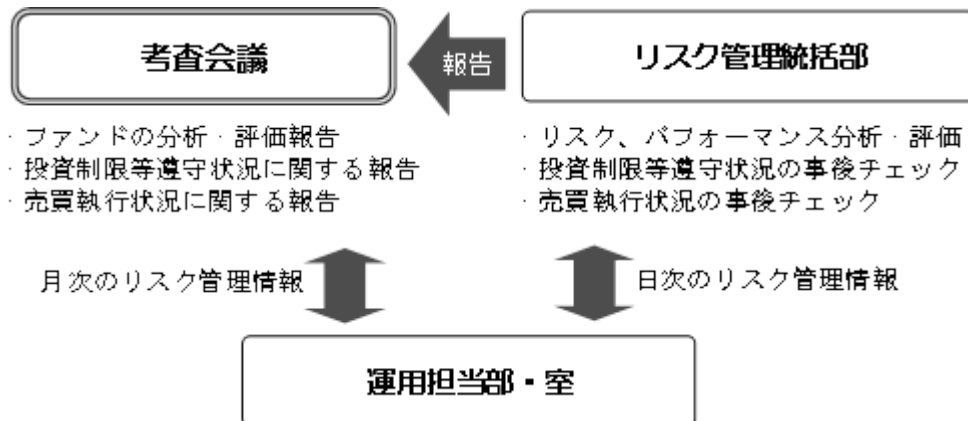 考査会議
報告
リスク管理統括部
· ファンドの分析・評価報告
· 投資制限等遵守状況に関する報告
· 売買執行状況に関する報告
· リスク、パフォーマンス分析・評価
· 投資制限等遵守状況の事後チェック
· 売買執行状況の事後チェック
月次のリスク管理情報
日次のリスク管理情報
運用担当部・室